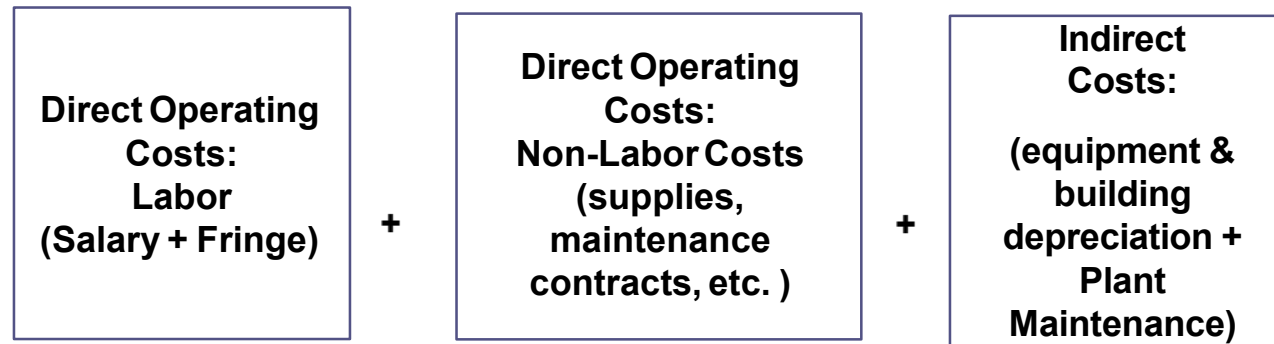 Direct Operating
Costs:
Labor
(Salary + Fringe)
+
Direct Operating
Costs:
Non-Labor Costs
(supplies,
maintenance
contracts, etc. )
+
Indirect
Costs:
(equipment &
building
depreciation +
Plant
Maintenance)